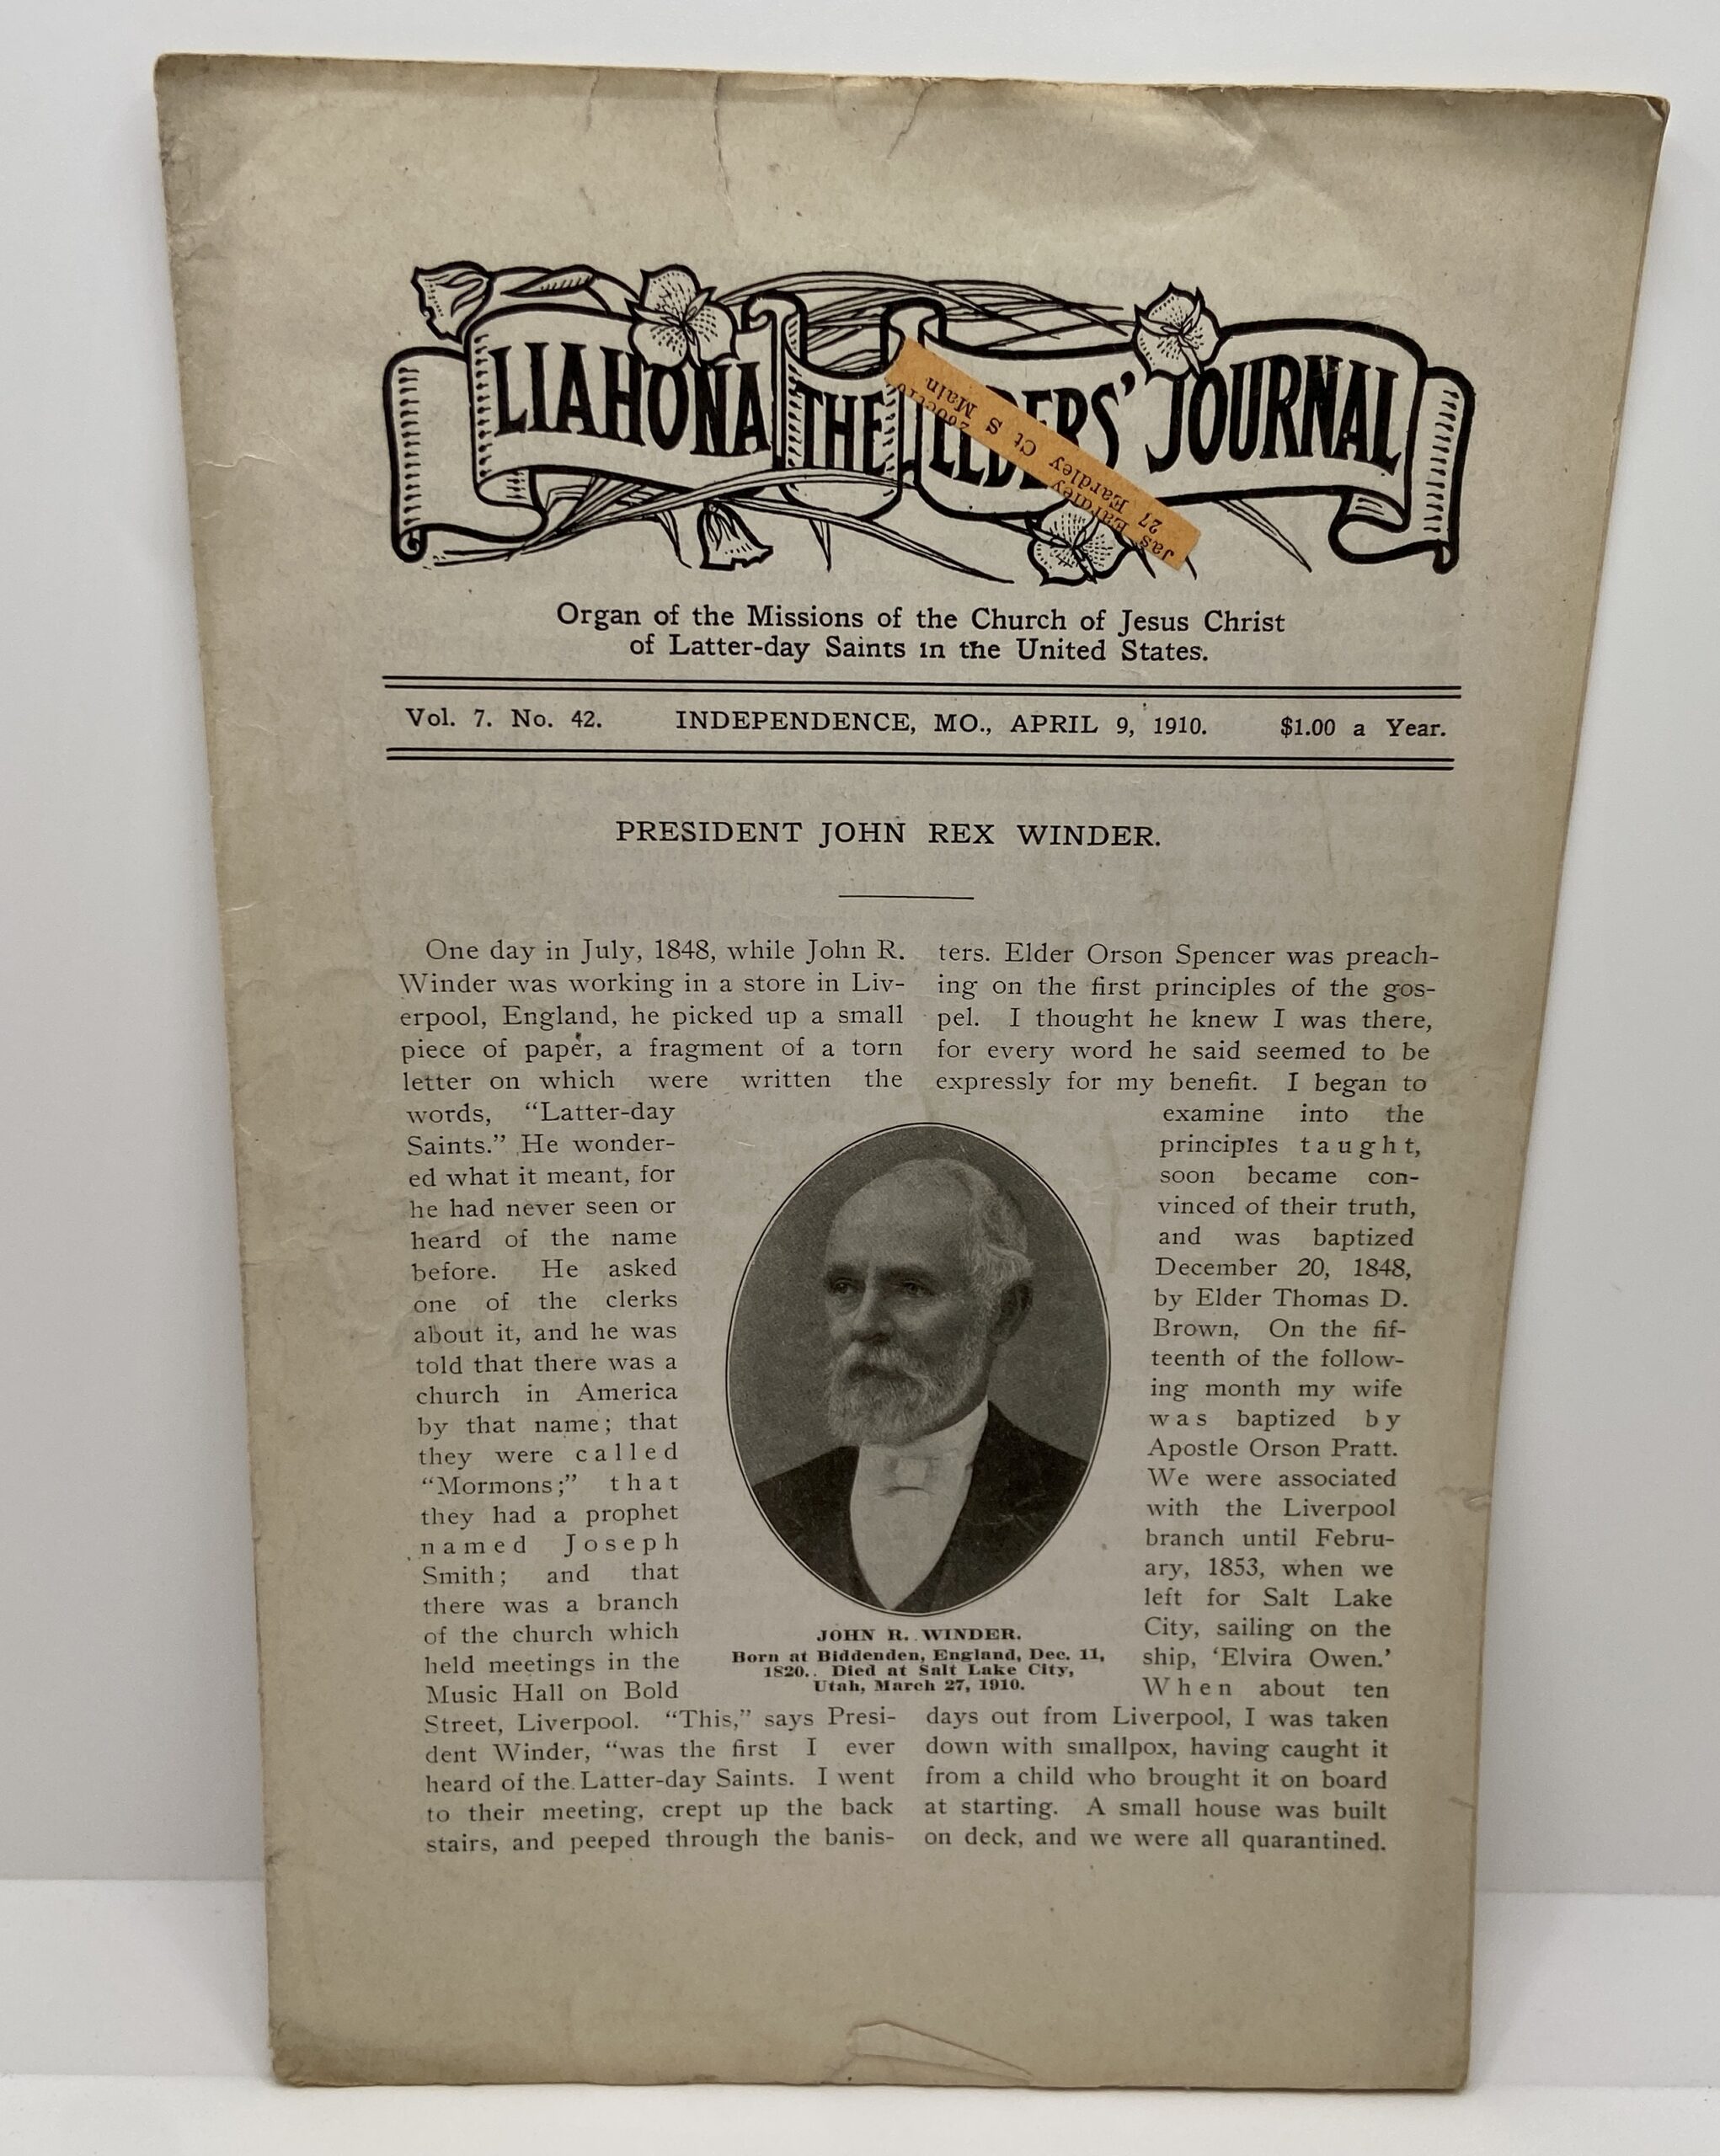 LIAHONA THE ELDERS' JOURNAL
Jas Eardley
27 Eardley Ct S Main
Organ of the Missions of the Church of Jesus Christ
of Latter-day Saints in the United States.
Vol. 7. No. 42. INDEPENDENCE, MO., APRIL 9, 1910. $1.00 a Year.
PRESIDENT JOHN REX WINDER.
One day in July, 1848, while John R.
Winder was working in a store in Liv-
erpool, England, he picked up a small
piece of paper, a fragment of a torn
letter on which were written the
words, "Latter-day
Saints." He wonder-
ed what it meant, for
he had never seen or
heard of the name
before. He asked
one of the clerks
about it, and he was
told that there was a
church in America
by that name; that
they were called
"Mormons;" that
they had a prophet
named Joseph
Smith; and that
there was a branch
of the church which
held meetings in the
Music Hall on Bold
Street, Liverpool. "This," says Presi-
dent Winder, "was the first I ever
heard of the Latter-day Saints. I went
to their meeting, crept up the back
stairs, and peeped through the banis-
ters. Elder Orson Spencer was preach-
ing on the first principles of the gos-
pel. I thought he knew I was there,
for every word he said seemed to be
expressly for my benefit. I began to
examine into the
principles taught,
soon became con-
vinced of their truth,
and was baptized
December 20, 1848,
by Elder Thomas D.
Brown, On the fif-
teenth of the follow-
ing month my wife
was baptized by
Apostle Orson Pratt.
We were associated
with the Liverpool
branch until Febru-
ary, 1853, when we
left for Salt Lake
City, sailing on the
ship, 'Elvira Owen.'
When about ten
days out from Liverpool, I was taken
down with smallpox, having caught it
from a child who brought it on board
at starting. A small house was built
on deck, and we were all quarantined.
JOHN R. WINDER.
Born at Biddenden, England, Dec. 11,
1820. Died at Salt Lake City,
Utah, March 27, 1910.